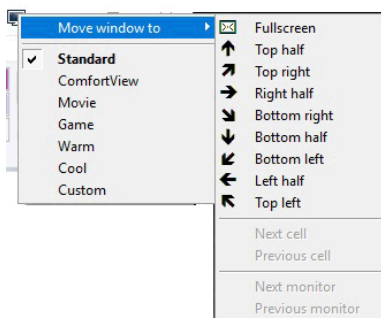 Move window to
Standard
ComfortView
Movie
Game
Warm
Cool
Custom
Fullscreen
Top half
Top right
Right half
Bottom right
Bottom half
Bottom left
Left half
Top left
Next cell
Previous cell
Next monitor
Previous monitor